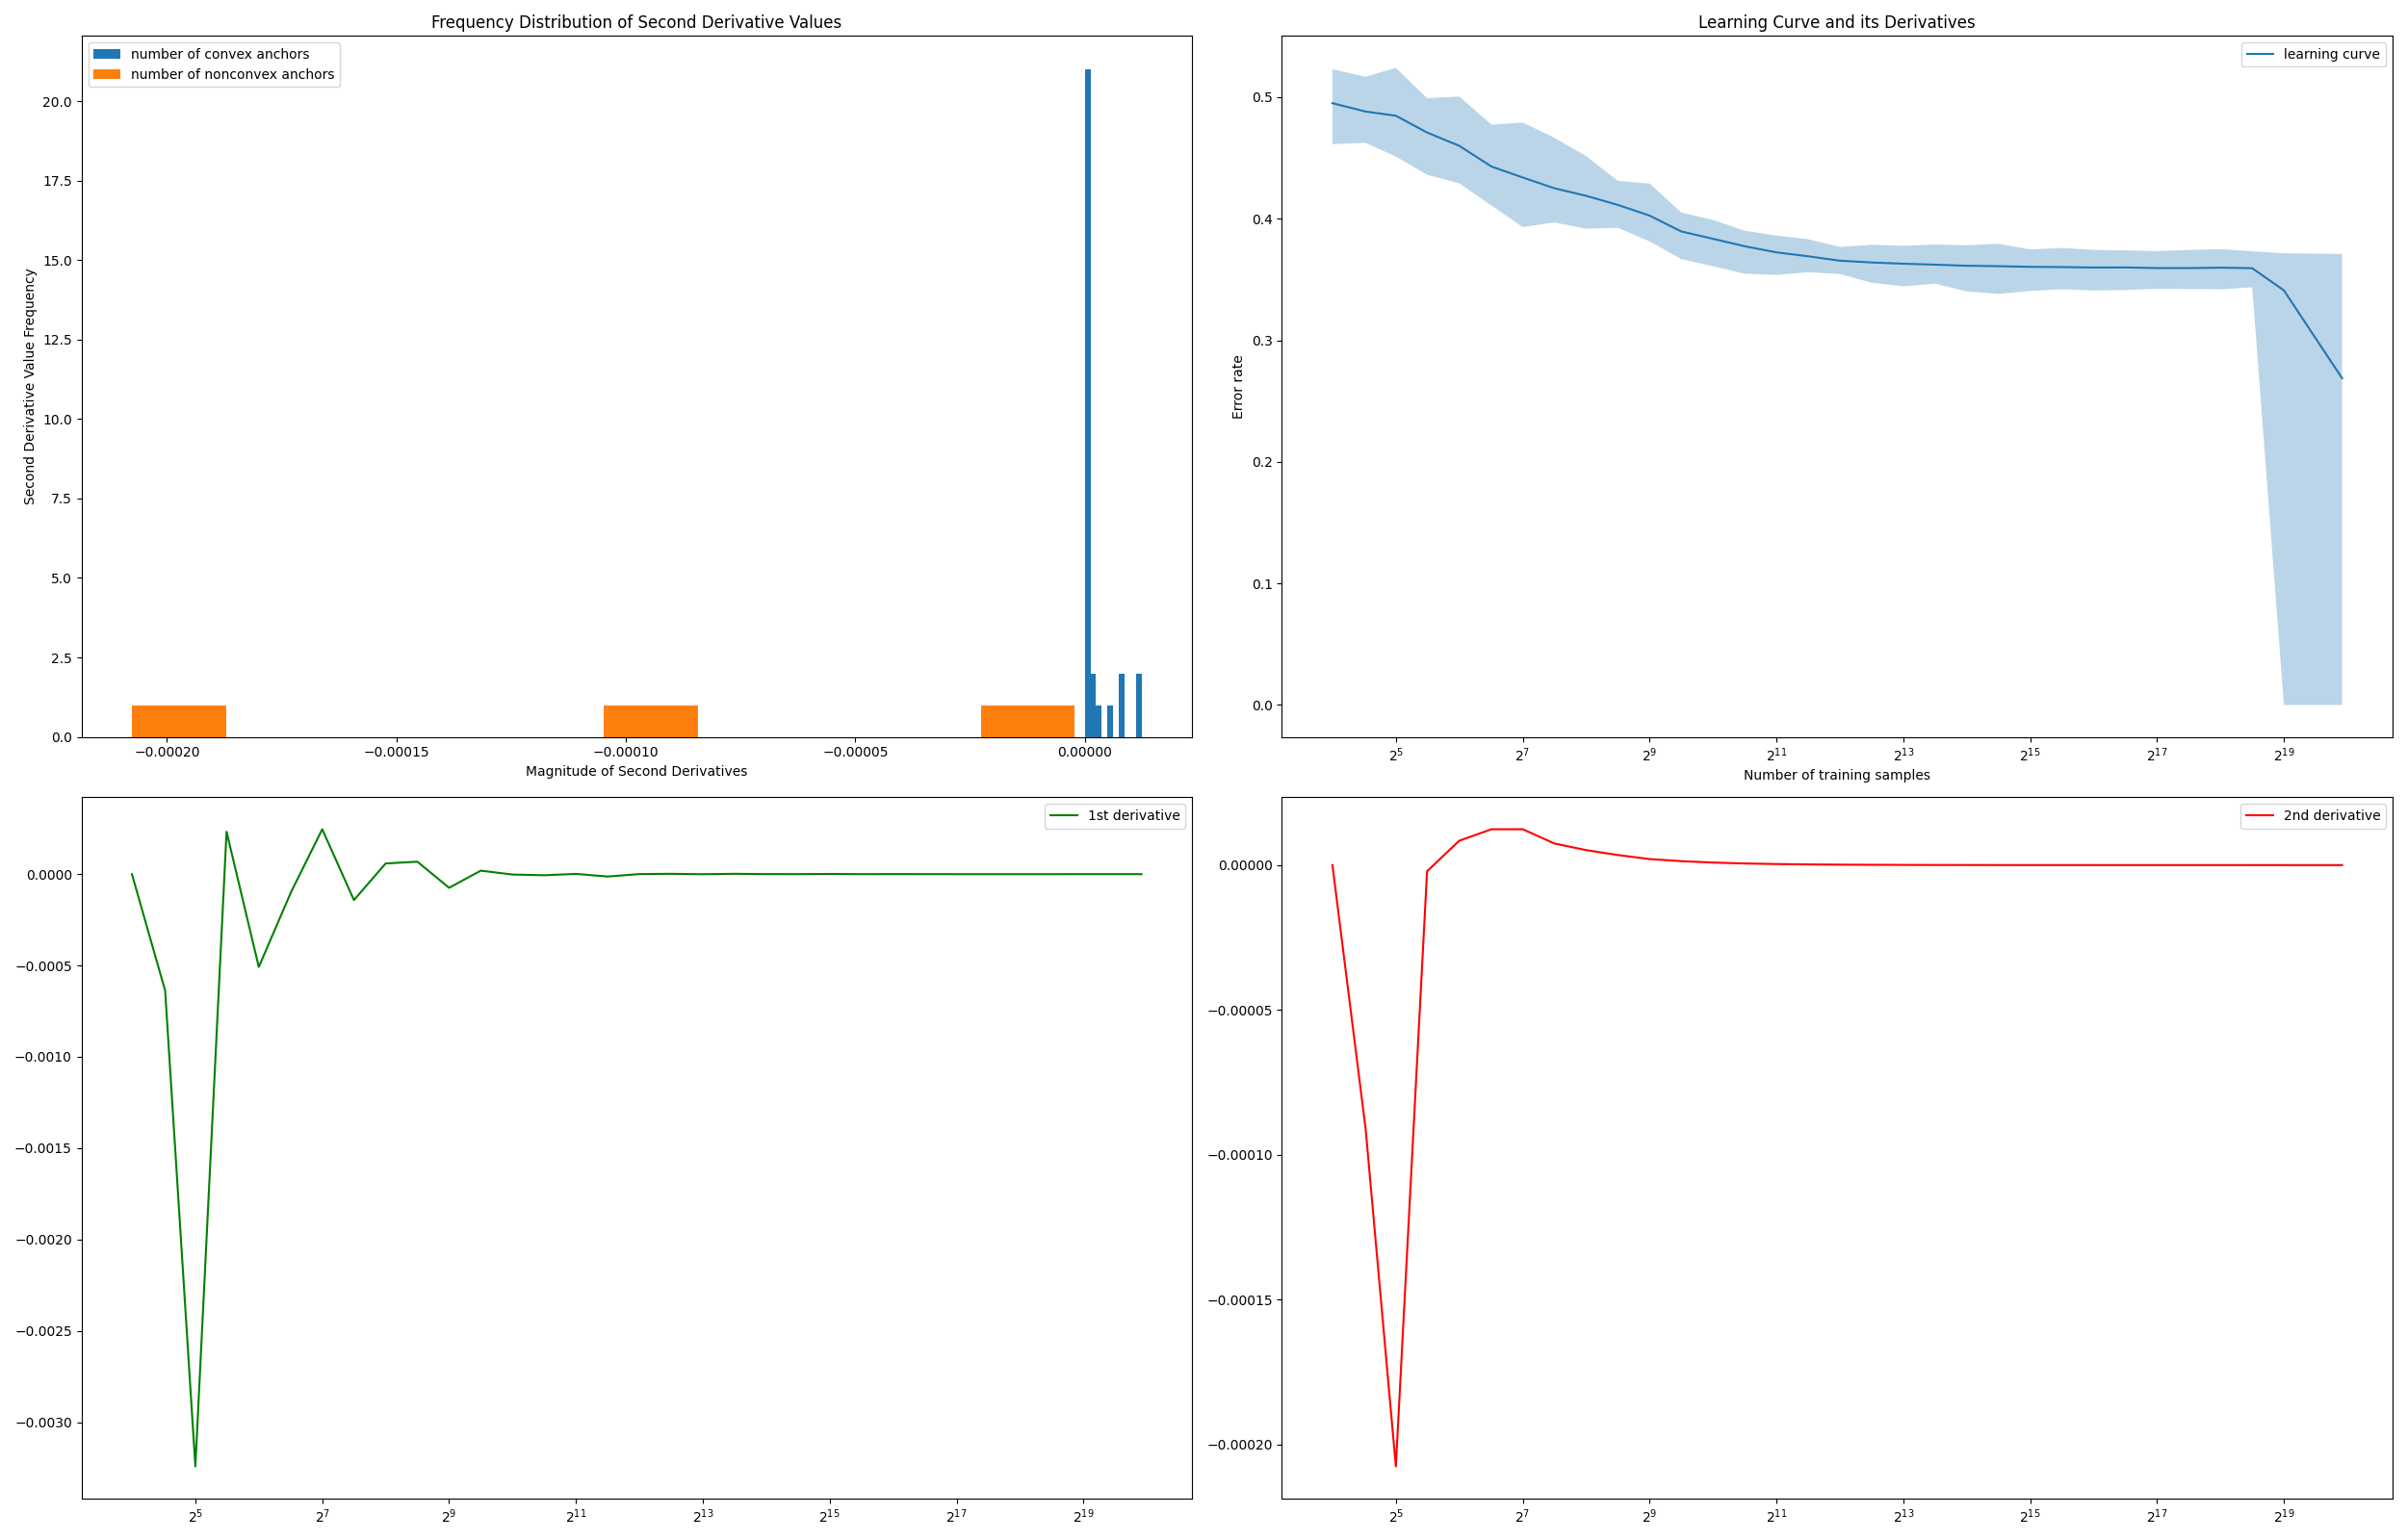 Frequency Distribution of Second Derivative Values
number of convex anchors
number of nonconvex anchors
Second Derivative Value Frequency
20.0
17.5
15.0
12.5
10.0
7.5
5.0
2.5
0.0
−0.00020 −0.00015 −0.00010 −0.00005 0.00000
Magnitude of Second Derivatives
Learning Curve and its Derivatives
learning curve
Error rate
0.5
0.4
0.3
0.2
0.1
0.0
2^5 2^7 2^9 2^11 2^13 2^15 2^17 2^19
Number of training samples
1st derivative
0.0000
−0.0005
−0.0010
−0.0015
−0.0020
−0.0025
−0.0030
2^5 2^7 2^9 2^11 2^13 2^15 2^17 2^19
2nd derivative
0.00000
−0.00005
−0.00010
−0.00015
−0.00020
2^5 2^7 2^9 2^11 2^13 2^15 2^17 2^19